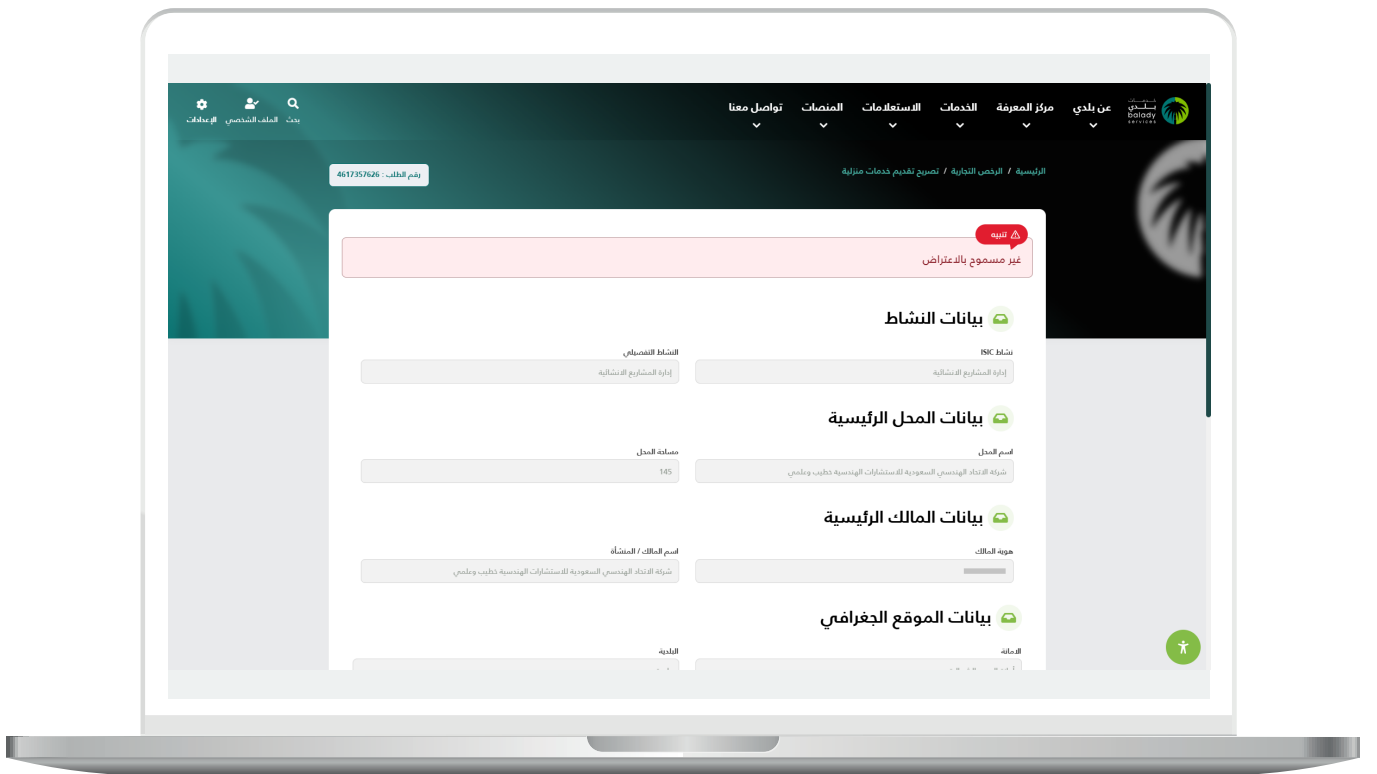 خدمات
بلدي
balady
services
عن بلدي
مركز المعرفة
الخدمات
الاستعلامات
المنصات
تواصل معنا
بحث
الملف الشخصي
الإعدادات
الرئيسية / الرخص التجارية / تصريح تقديم خدمات منزلية
رقم الطلب : 4617357626
تنبيه
غير مسموح بالاعتراض
بيانات النشاط
نشاط ISIC
النشاط التفصيلي
إدارة المشاريع الانشائية
إدارة المشاريع الانشائية
بيانات المحل الرئيسية
اسم المحل
مساحة المحل
شركة الاتحاد الهندسي السعودية للاستشارات الهندسية خطيب وعلمي
145
بيانات المالك الرئيسية
هوية المالك
اسم المالك / المنشأة
شركة الاتحاد الهندسي السعودية للاستشارات الهندسية خطيب وعلمي
بيانات الموقع الجغرافي
الامانة
البلدية